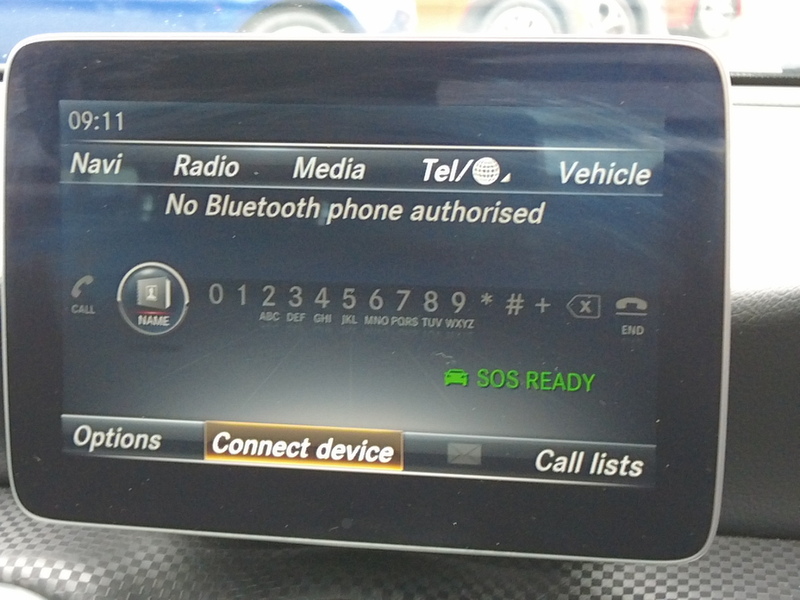 09:11
Navi Radio Media Tel/ Vehicle
No Bluetooth phone authorised
0 1 2 3 4 5 6 7 8 9 * # +
CALL NAME ABC DEF GHI JKL MNO PQRS TUV WXYZ X END
SOS READY
Options Connect device Call lists